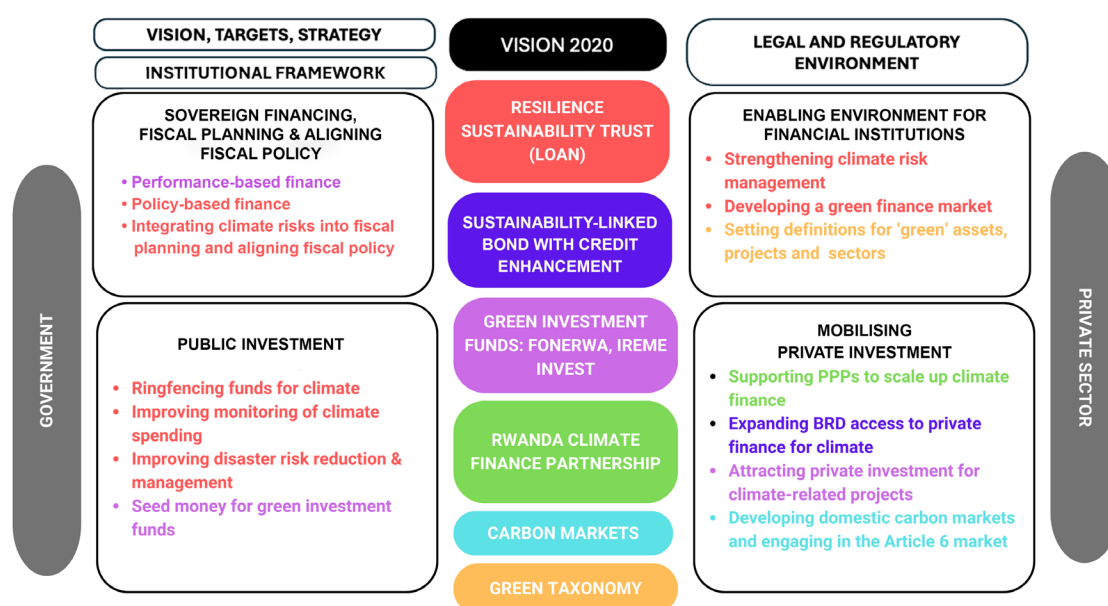 VISION, TARGETS, STRATEGY
INSTITUTIONAL FRAMEWORK
SOVEREIGN FINANCING,
FISCAL PLANNING & ALIGNING
FISCAL POLICY
• Performance-based finance
• Policy-based finance
• Integrating climate risks into fiscal
planning and aligning fiscal policy
GOVERNMENT
PUBLIC INVESTMENT
• Ringfencing funds for climate
• Improving monitoring of climate
spending
• Improving disaster risk reduction &
management
• Seed money for green investment
funds
VISION 2020
RESILIENCE
SUSTAINABILITY TRUST
(LOAN)
SUSTAINABILITY-LINKED
BOND WITH CREDIT
ENHANCEMENT
GREEN INVESTMENT
FUNDS: FONERWA, IREME
INVEST
RWANDA CLIMATE
FINANCE PARTNERSHIP
CARBON MARKETS
GREEN TAXONOMY
LEGAL AND REGULATORY
ENVIRONMENT
ENABLING ENVIRONMENT FOR
FINANCIAL INSTITUTIONS
• Strengthening climate risk
management
• Developing a green finance market
• Setting definitions for ‘green’ assets,
projects and sectors
MOBILISING
PRIVATE INVESTMENT
• Supporting PPPs to scale up climate
finance
• Expanding BRD access to private
finance for climate
• Attracting private investment for
climate-related projects
• Developing domestic carbon markets
and engaging in the Article 6 market
PRIVATE SECTOR